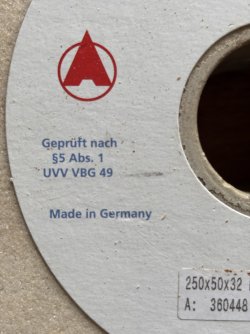 Geprüft nach
§5 Abs. 1
UVV VBG 49
Made in Germany
250x50x32
A: 360448